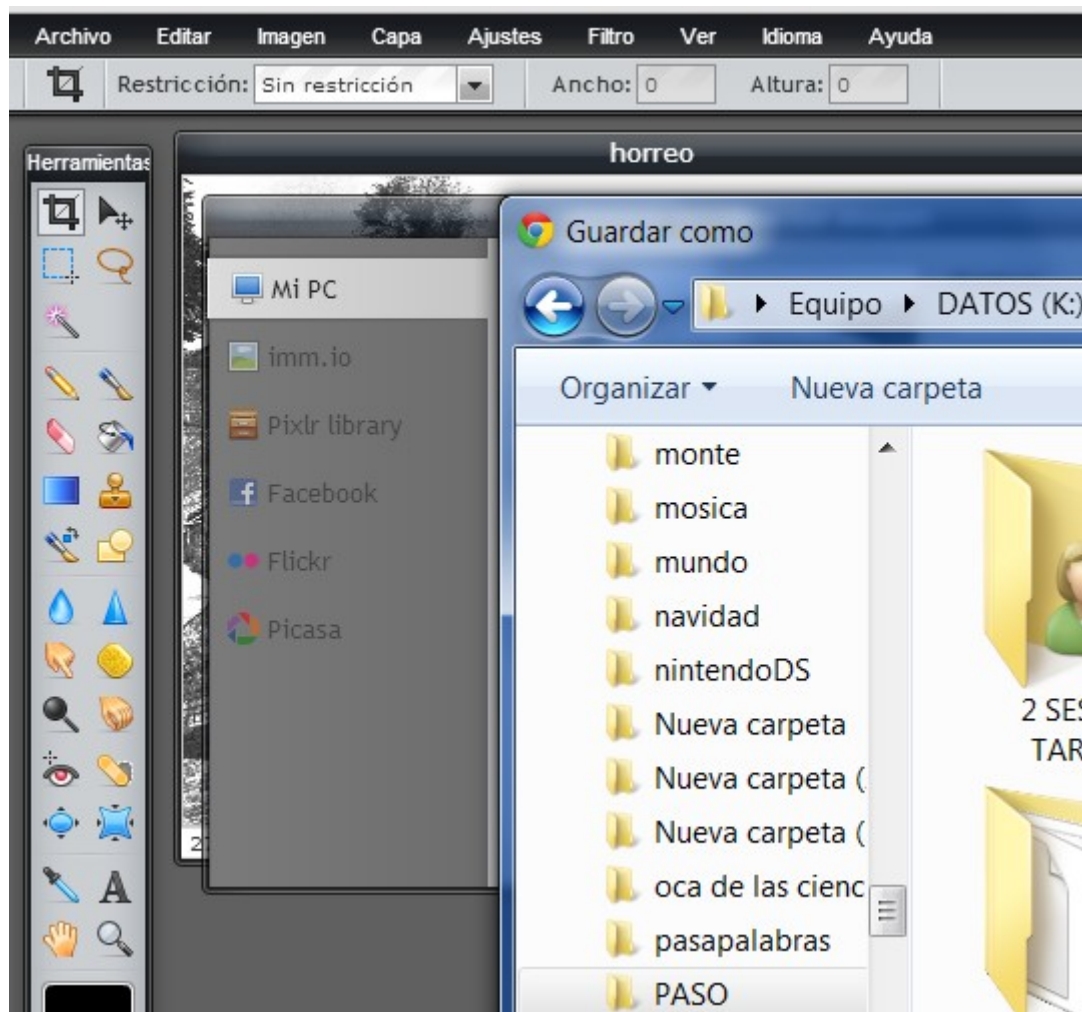 Archivo Editar Imagen Capa Ajustes Filtro Ver Idioma Ayuda
Restricción: Sin restricción Ancho: 0 Altura: 0
Herramientas
horreo
Mi PC
imm.io
Pixlr library
Facebook
Flickr
Picasa
Guardar como
Equipo DATOS (K:)
Organizar Nueva carpeta
monte
mosica
mundo
navidad
nintendoDS
Nueva carpeta
Nueva carpeta (
Nueva carpeta (
oca de las cienc
pasapalabras
PASO
2 SES
TAR
A